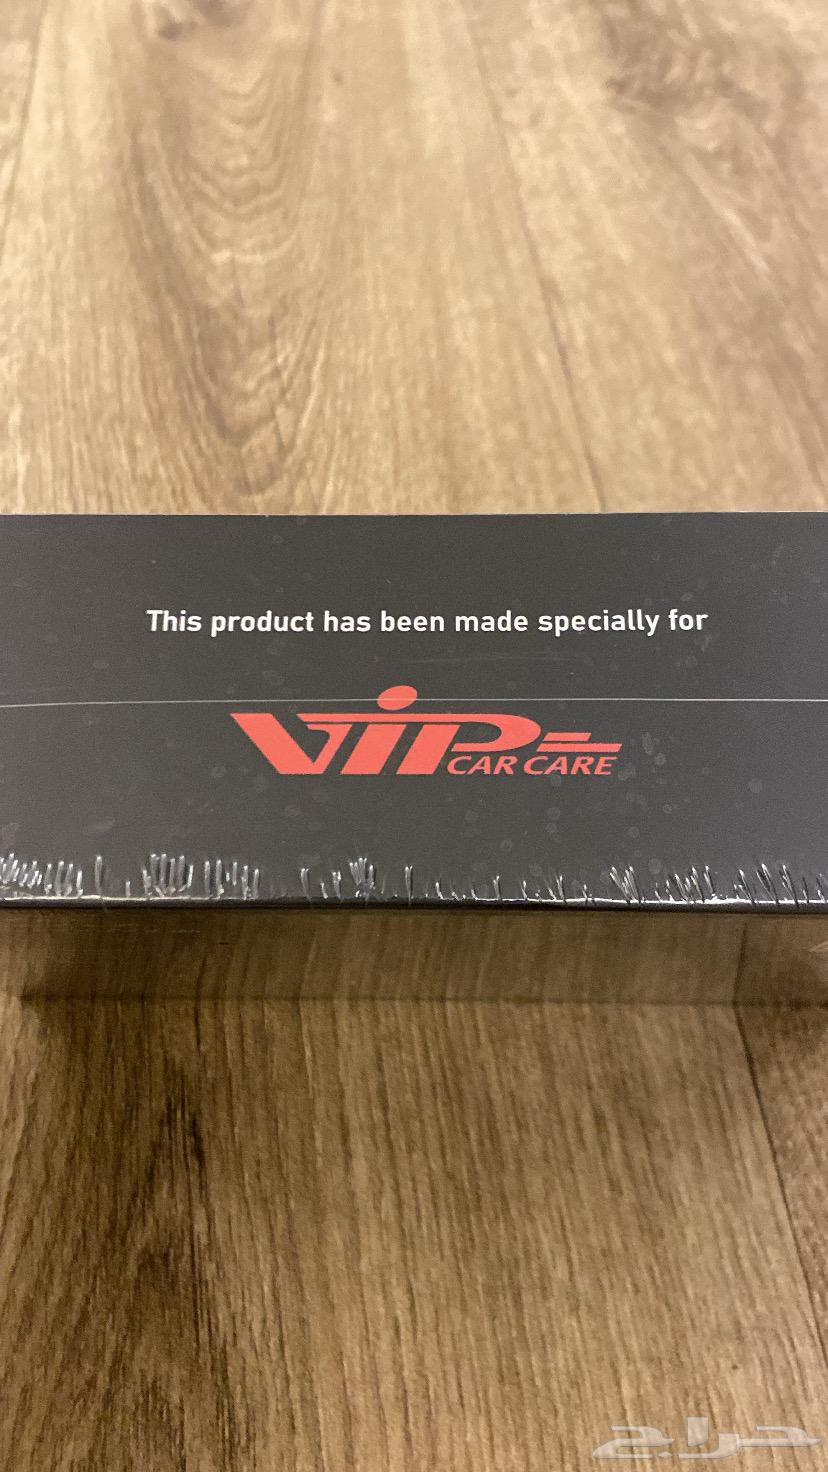 This product has been made specially for
VIP
CAR CARE
حراج